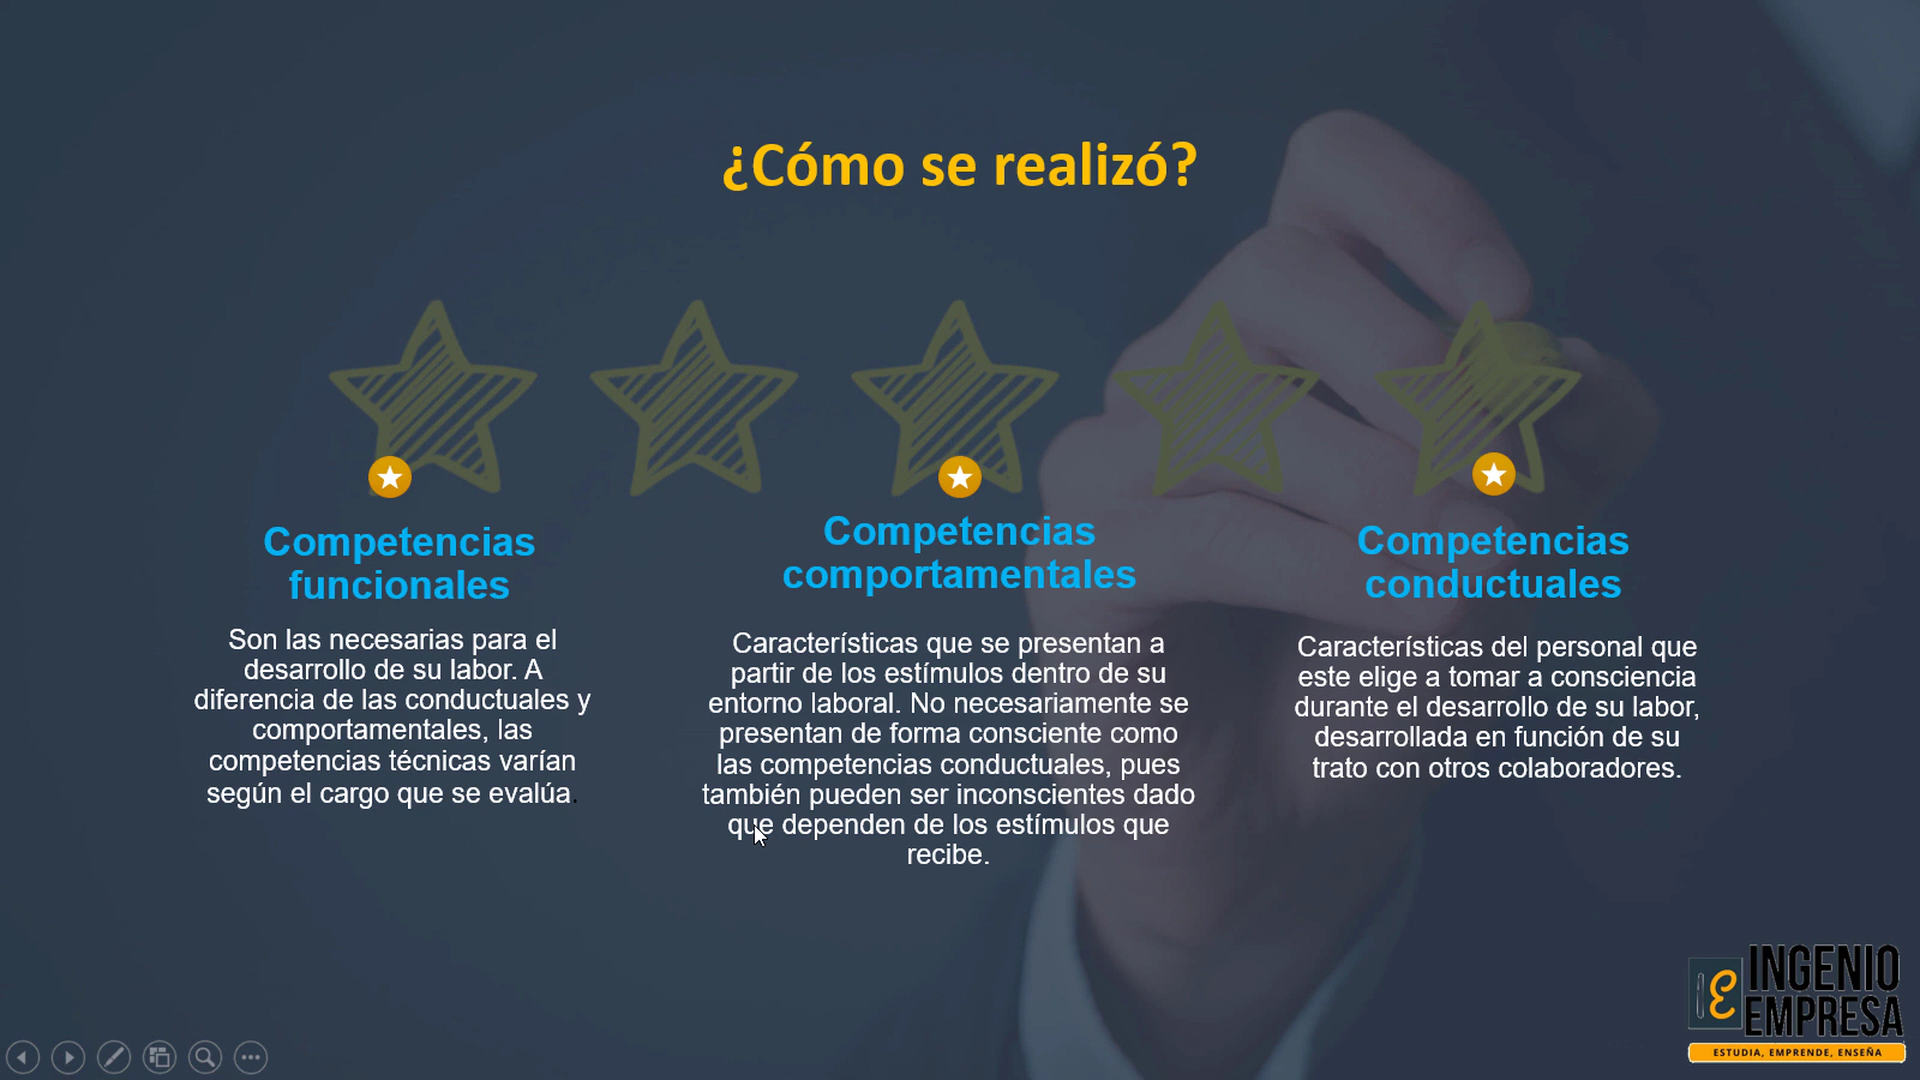 ¿Cómo se realizó?
Competencias
funcionales
Son las necesarias para el
desarrollo de su labor. A
diferencia de las conductuales y
comportamentales, las
competencias técnicas varían
según el cargo que se evalúa.
Competencias
comportamentales
Características que se presentan a
partir de los estímulos dentro de su
entorno laboral. No necesariamente se
presentan de forma consciente como
las competencias conductuales, pues
también pueden ser inconscientes dado
que dependen de los estímulos que
recibe.
Competencias
conductuales
Características del personal que
este elige a tomar a consciencia
durante el desarrollo de su labor,
desarrollada en función de su
trato con otros colaboradores.
INGENIO
EMPRESA
ESTUDIA, EMPRENDE, ENSEÑA